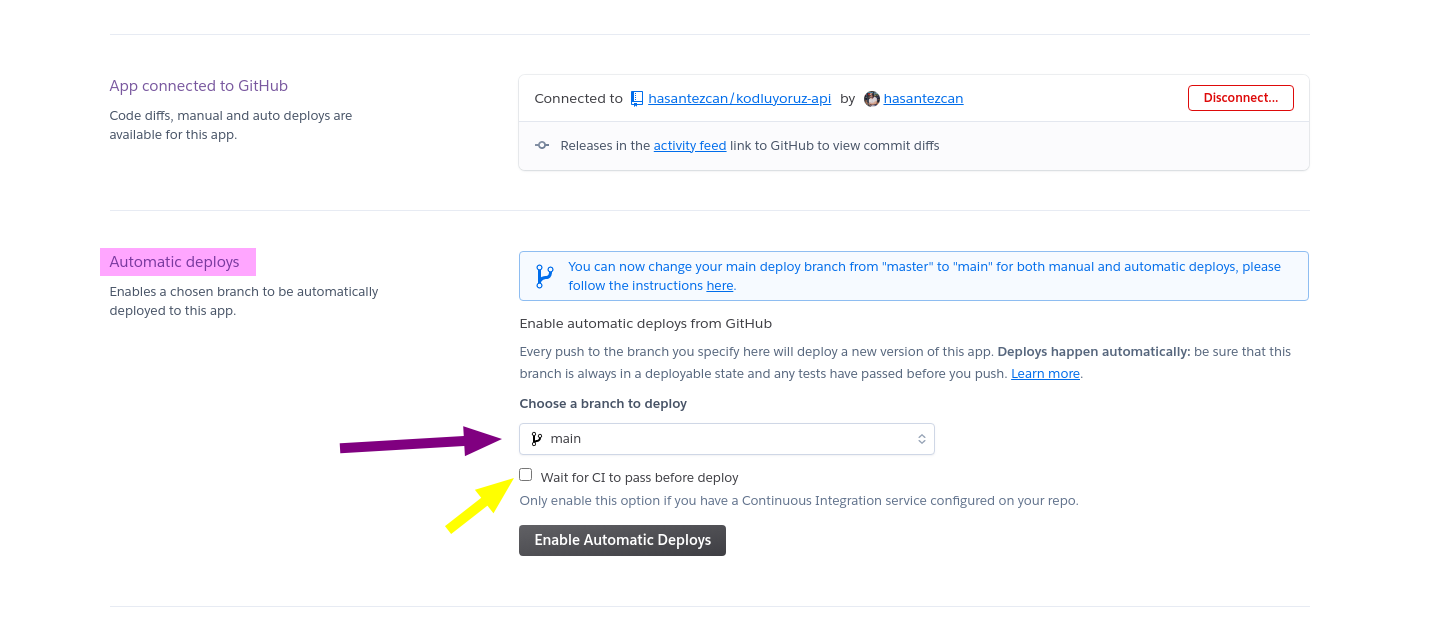 App connected to GitHub
Code diffs, manual and auto deploys are
available for this app.
Connected to hasantezcan/kodluyoruz-api by hasantezcan
Disconnect...
Releases in the activity feed link to GitHub to view commit diffs
Automatic deploys
Enables a chosen branch to be automatically
deployed to this app.
You can now change your main deploy branch from "master" to "main" for both manual and automatic deploys, please
follow the instructions here.
Enable automatic deploys from GitHub
Every push to the branch you specify here will deploy a new version of this app. Deploys happen automatically: be sure that this
branch is always in a deployable state and any tests have passed before you push. Learn more.
Choose a branch to deploy
main
Wait for CI to pass before deploy
Only enable this option if you have a Continuous Integration service configured on your repo.
Enable Automatic Deploys